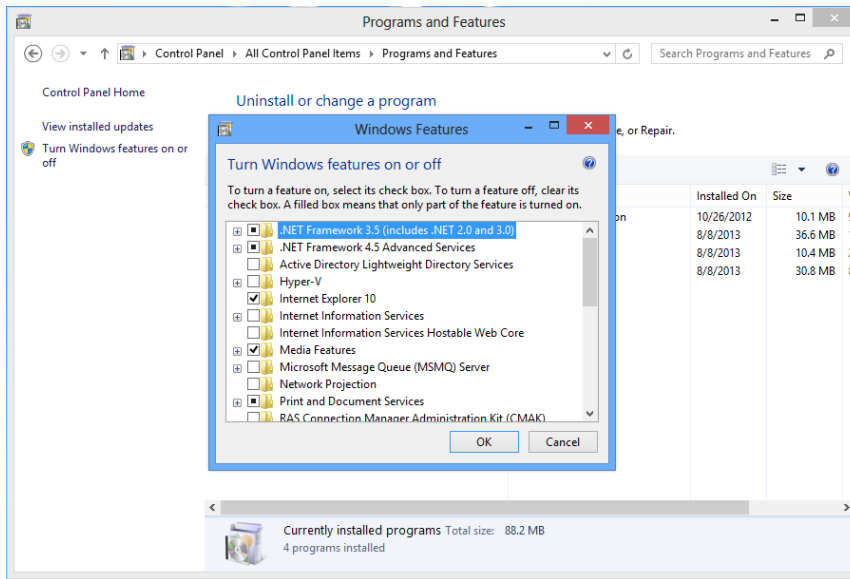 Programs and Features
Control Panel All Control Panel Items Programs and Features
Search Programs and Features
Control Panel Home
View installed updates
Turn Windows features on or
off
Uninstall or change a program
e, or Repair.
Installed On Size
on 10/26/2012 10.1 MB
8/8/2013 36.6 MB
8/8/2013 10.4 MB
8/8/2013 30.8 MB
Windows Features
Turn Windows features on or off
To turn a feature on, select its check box. To turn a feature off, clear its
check box. A filled box means that only part of the feature is turned on.
.NET Framework 3.5 (includes .NET 2.0 and 3.0)
.NET Framework 4.5 Advanced Services
Active Directory Lightweight Directory Services
Hyper-V
Internet Explorer 10
Internet Information Services
Internet Information Services Hostable Web Core
Media Features
Microsoft Message Queue (MSMQ) Server
Network Projection
Print and Document Services
RAS Connection Manager Administration Kit (CMAK)
OK Cancel
Currently installed programs Total size: 88.2 MB
4 programs installed